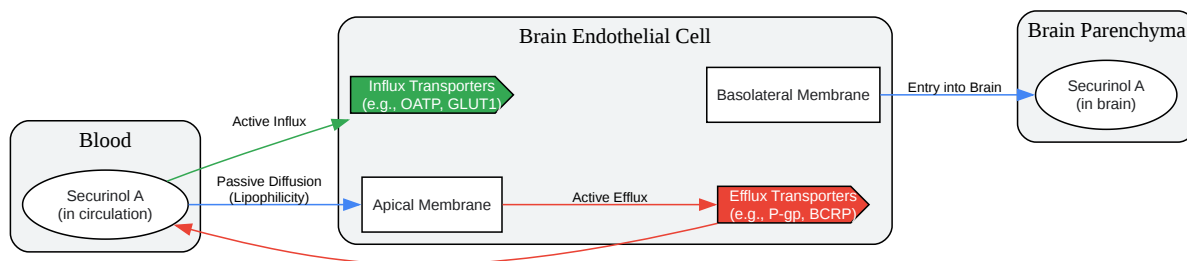 Blood
Securinol A
(in circulation)
Active Influx
Passive Diffusion
(Lipophilicity)
Brain Endothelial Cell
Influx Transporters
(e.g., OATP, GLUT1)
Apical Membrane
Active Efflux
Basolateral Membrane
Efflux Transporters
(e.g., P-gp, BCRP)
Entry into Brain
Brain Parenchyma
Securinol A
(in brain)